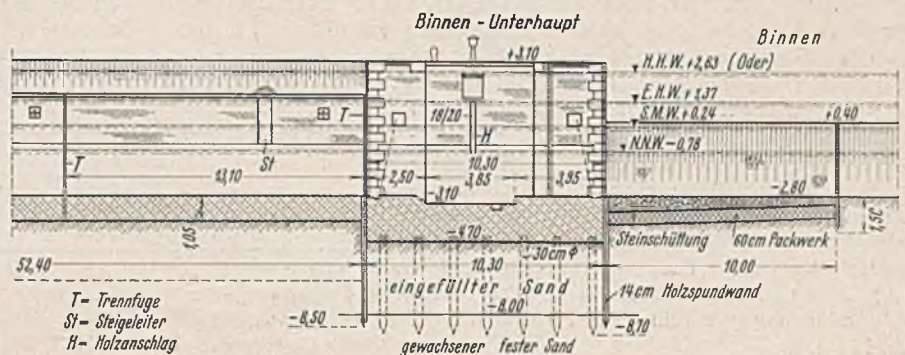 Binnen - Unterhaupt
Binnen
+3,10
H.H.W. +2,63 (Oder)
E.H.W. + 1,37
S.M.W. + 0,24
+0,40
N.N.W. – 0,78
T
18/20
H
T
St
13,10
10,30
2,50
3,85
3,95
–3,10
–2,80
1,05
–4,70
–30cm ϕ
Steinschüttung
60cm Packwerk
1,50
52,40
10,30
10,00
eingefüllter Sand
–8,00
14cm Holzspundwand
T = Trennfuge
St = Steigeleiter
H = Holzanschlag
–8,50
–8,70
gewachsener fester Sand